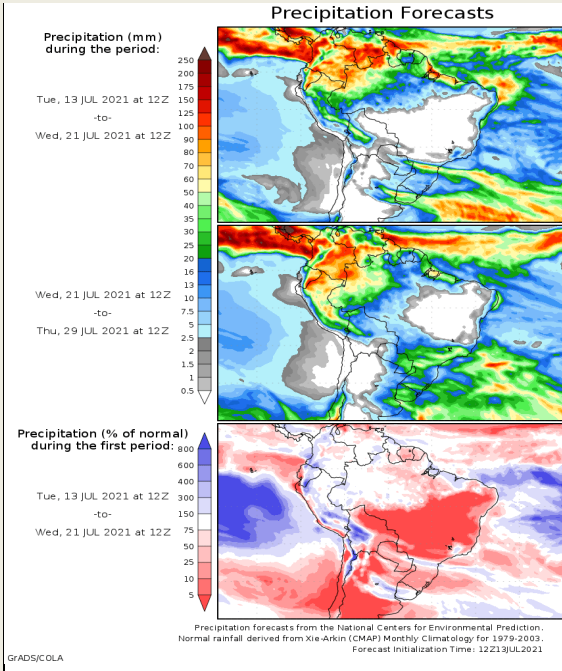 Precipitation Forecasts
Precipitation (mm)
during the period:
Tue, 13 JUL 2021 at 12Z
-to-
Wed, 21 JUL 2021 at 12Z
250
200
175
150
125
100
90
80
70
60
50
40
35
30
25
20
16
13
10
7.5
5
2.5
2
1.5
1
0.5
Wed, 21 JUL 2021 at 12Z
-to-
Thu, 29 JUL 2021 at 12Z
Precipitation (% of normal)
during the first period:
Tue, 13 JUL 2021 at 12Z
-to-
Wed, 21 JUL 2021 at 12Z
800
600
400
300
150
75
50
25
10
5
Precipitation forecasts from the National Centers for Environmental Prediction.
Normal rainfall derived from Xie-Arkin (CMAP) Monthly Climatology for 1979-2003.
Forecast Initialization Time: 12Z13JUL2021
GrADS/COLA